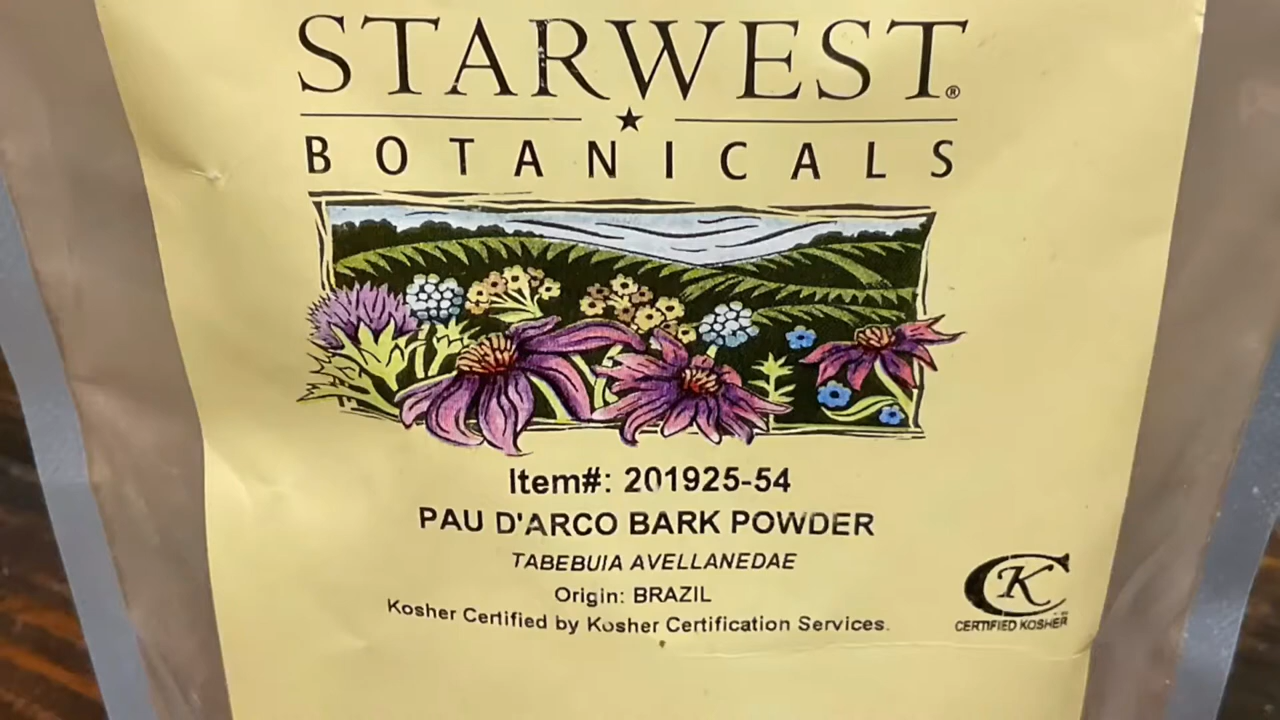 STARWEST®
BOTANICALS
Item#: 201925-54
PAU D'ARCO BARK POWDER
TABEBUIA AVELLANEDAE
Origin: BRAZIL
Kosher Certified by Kosher Certification Services.
CK
CERTIFIED KOSHER